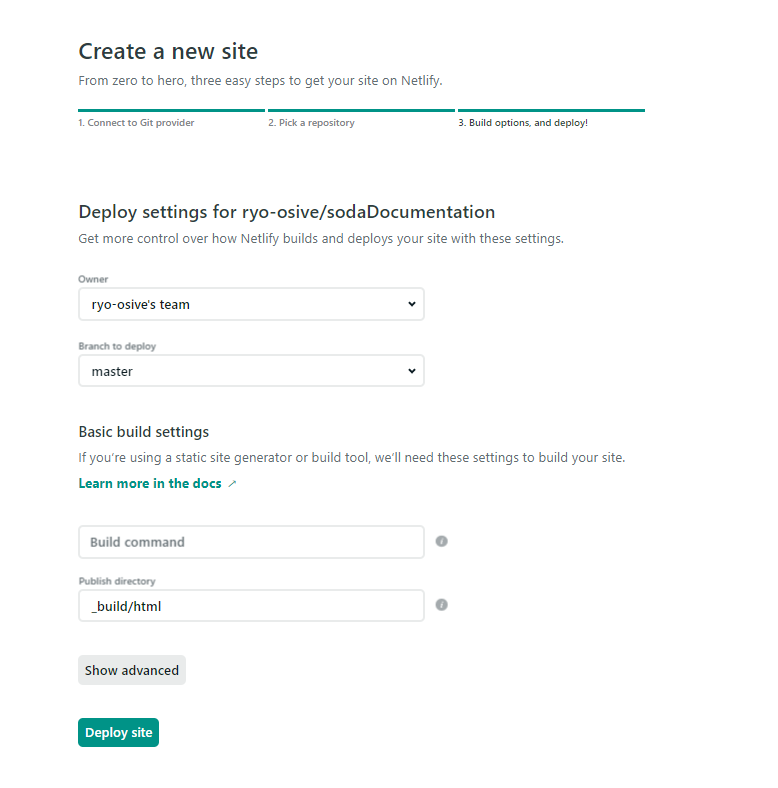 Create a new site
From zero to hero, three easy steps to get your site on Netlify.
1. Connect to Git provider
2. Pick a repository
3. Build options, and deploy!
Deploy settings for ryo-osive/sodaDocumentation
Get more control over how Netlify builds and deploys your site with these settings.
Owner
ryo-osive's team
Branch to deploy
master
Basic build settings
If you’re using a static site generator or build tool, we’ll need these settings to build your site.
Learn more in the docs ↗
Build command
Publish directory
_build/html
Show advanced
Deploy site